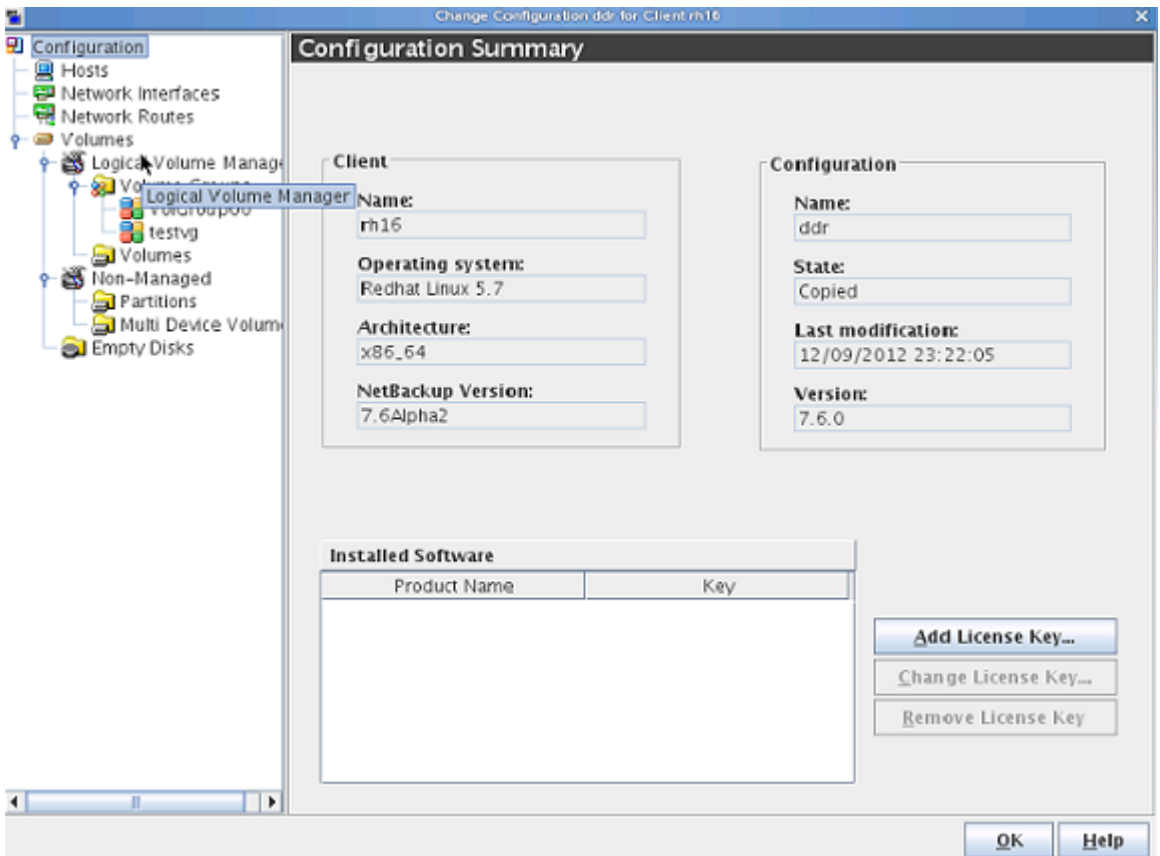 Change Configuration ddr for Client rh16
Configuration
Hosts
Network Interfaces
Network Routes
Volumes
Logical Volume Manage
Logical Volume Manager
testvg
Volumes
Non-Managed
Partitions
Multi Device Volum
Empty Disks
Configuration Summary
Client
Name:
rh16
Operating system:
Redhat Linux 5.7
Architecture:
x86_64
NetBackup Version:
7.6Alpha2
Configuration
Name:
ddr
State:
Copied
Last modification:
12/09/2012 23:22:05
Version:
7.6.0
Installed Software
Product Name Key
Add License Key...
Change License Key...
Remove License Key
OK Help